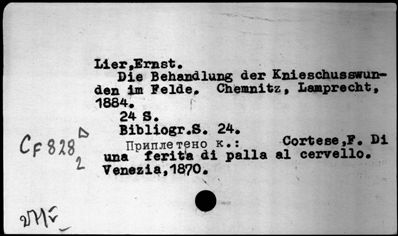 Lier,Ernst.
Die Behandlung der Knieschusswun-
den im Felde. Chemnitz, Lamprecht,
1884.
24 S.
Bibliogr.S. 24.
Приплетено к.: Cortese,F. Di
una ferita di palla al cervello.
Venezia,1870.
CF 828
2